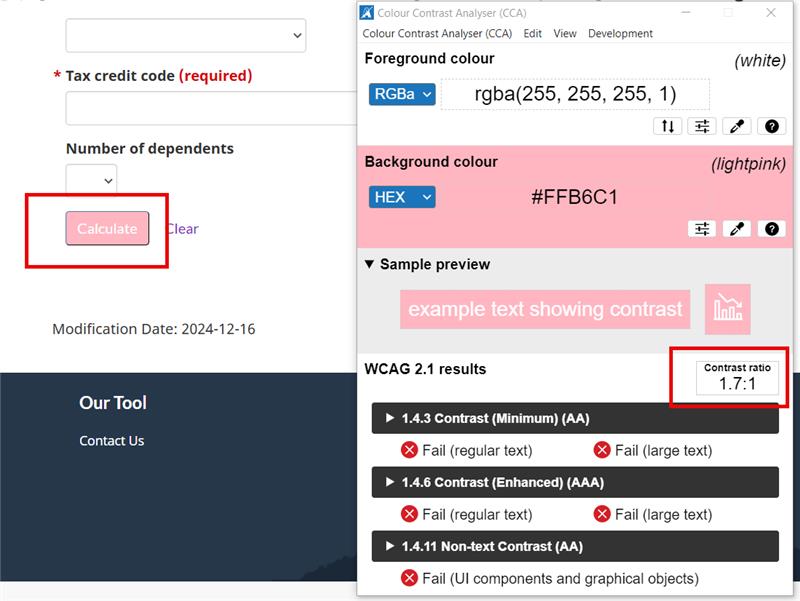 * Tax credit code (required)
Number of dependents
Calculate
Clear
Modification Date: 2024-12-16
Our Tool
Contact Us
Colour Contrast Analyser (CCA)
Colour Contrast Analyser (CCA) Edit View Development
Foreground colour
(white)
RGBa
rgba(255, 255, 255, 1)
Background colour
(lightpink)
HEX
#FFB6C1
▼ Sample preview
example text showing contrast
WCAG 2.1 results
Contrast ratio
1.7:1
1.4.3 Contrast (Minimum) (AA)
Fail (regular text)
Fail (large text)
1.4.6 Contrast (Enhanced) (AAA)
Fail (regular text)
Fail (large text)
1.4.11 Non-text Contrast (AA)
Fail (UI components and graphical objects)